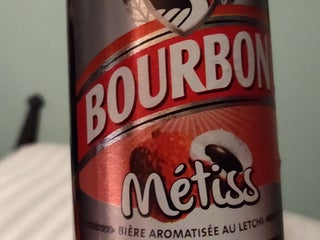 BOURBON
Métiss
BIÈRE AROMATISÉE AU LETCHI